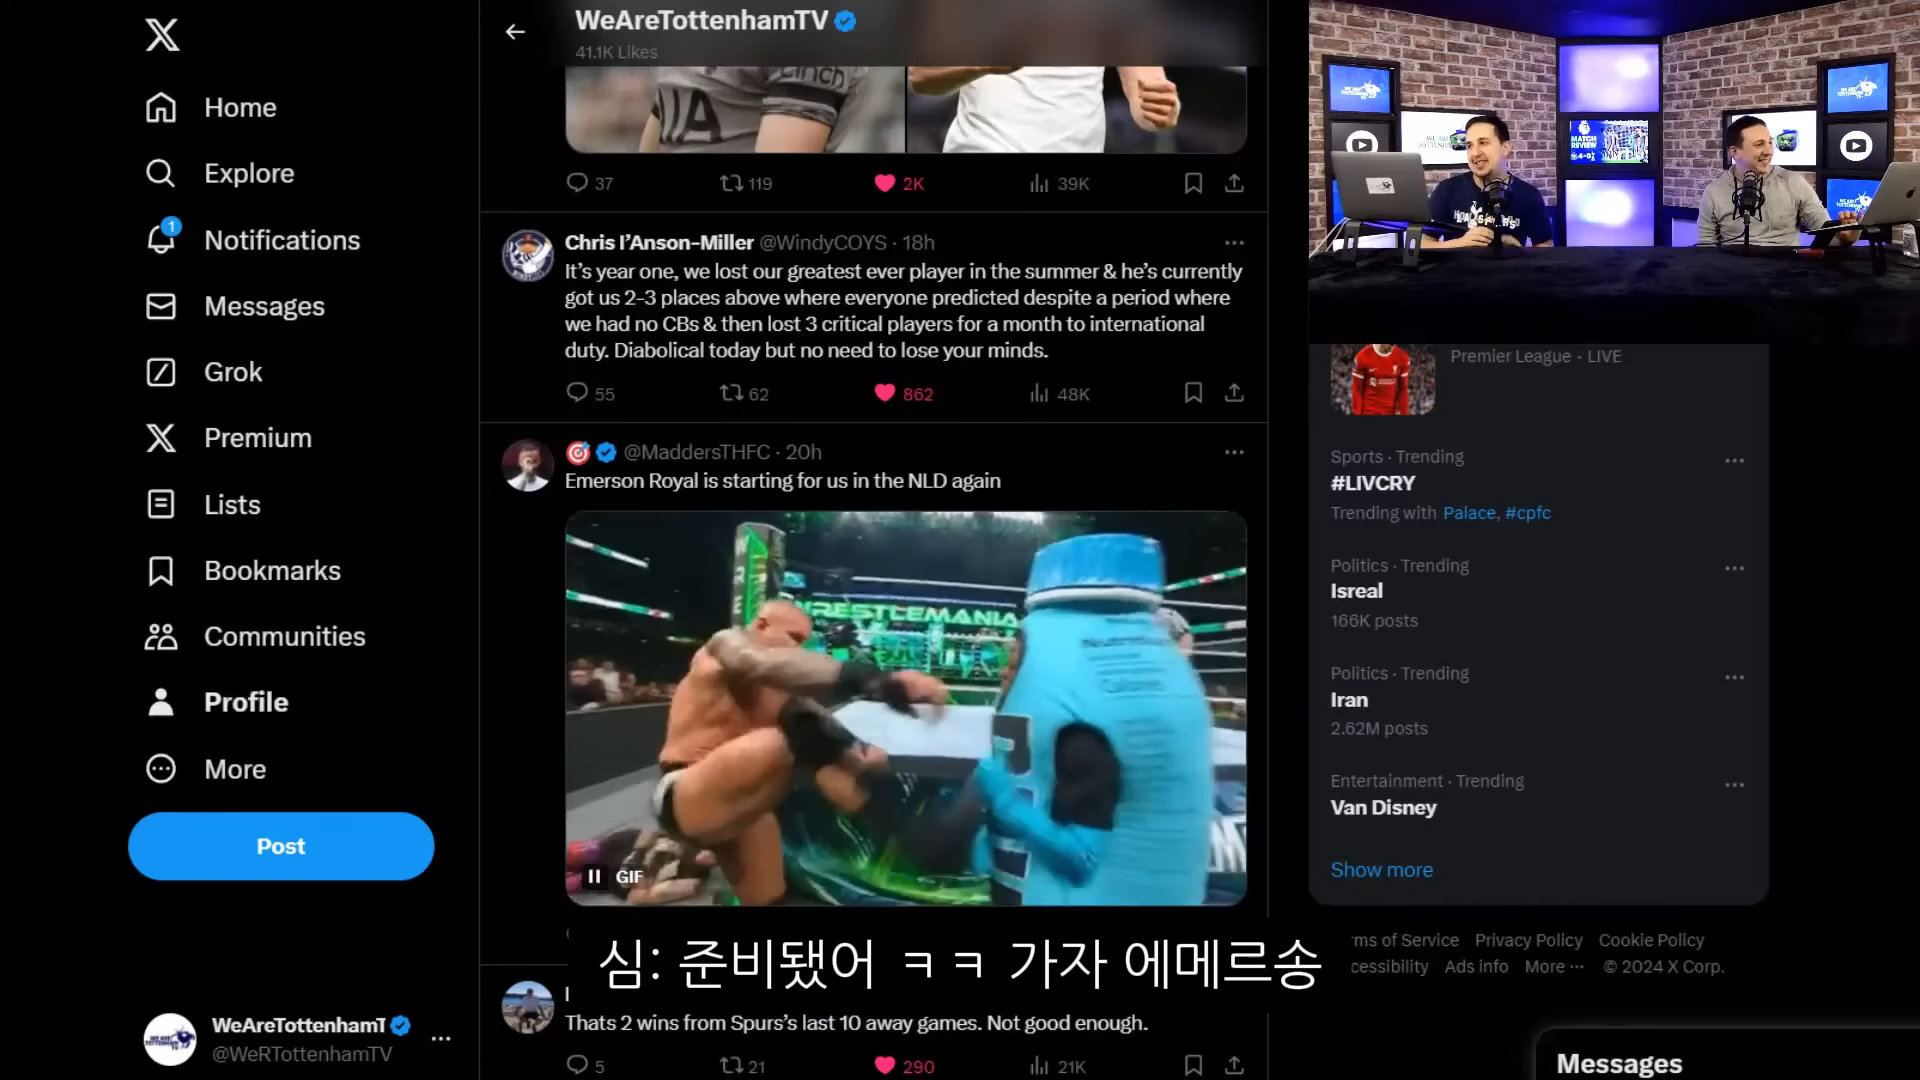 WeAreTottenhamTV
41.1K Likes
Home
Explore
1
Notifications
Messages
Grok
Premium
Lists
Bookmarks
Communities
Profile
More
Post
WeAreTottenhamT
@WeRTottenhamTV
cinch
IIA
37
119
2K
39K
Chris I'Anson-Miller @WindyCOYS · 18h
It's year one, we lost our greatest ever player in the summer & he's currently
got us 2-3 places above where everyone predicted despite a period where
we had no CBs & then lost 3 critical players for a month to international
duty. Diabolical today but no need to lose your minds.
55
62
862
48K
@MaddersTHFC · 20h
Emerson Royal is starting for us in the NLD again
WRESTLEMANIA
GIF
심: 준비됐어 ㅋㅋ 가자 에메르송
Thats 2 wins from Spurs's last 10 away games. Not good enough.
5
21
290
21K
MATCH
REVIEW
4-0
Premier League · LIVE
Sports · Trending
#LIVCRY
Trending with Palace, #cpfc
Politics · Trending
Isreal
166K posts
Politics · Trending
Iran
2.62M posts
Entertainment · Trending
Van Disney
Show more
rms of Service Privacy Policy Cookie Policy
cessibility Ads info More ··· © 2024 X Corp.
Messages